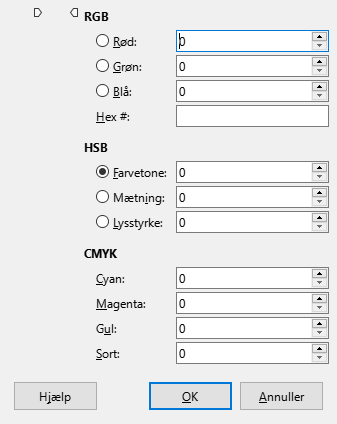 RGB
Rød: 0
Grøn: 0
Blå: 0
Hex #:
HSB
Farvetone: 0
Mætning: 0
Lysstyrke: 0
CMYK
Cyan: 0
Magenta: 0
Gul: 0
Sort: 0
Hjælp OK Annuller